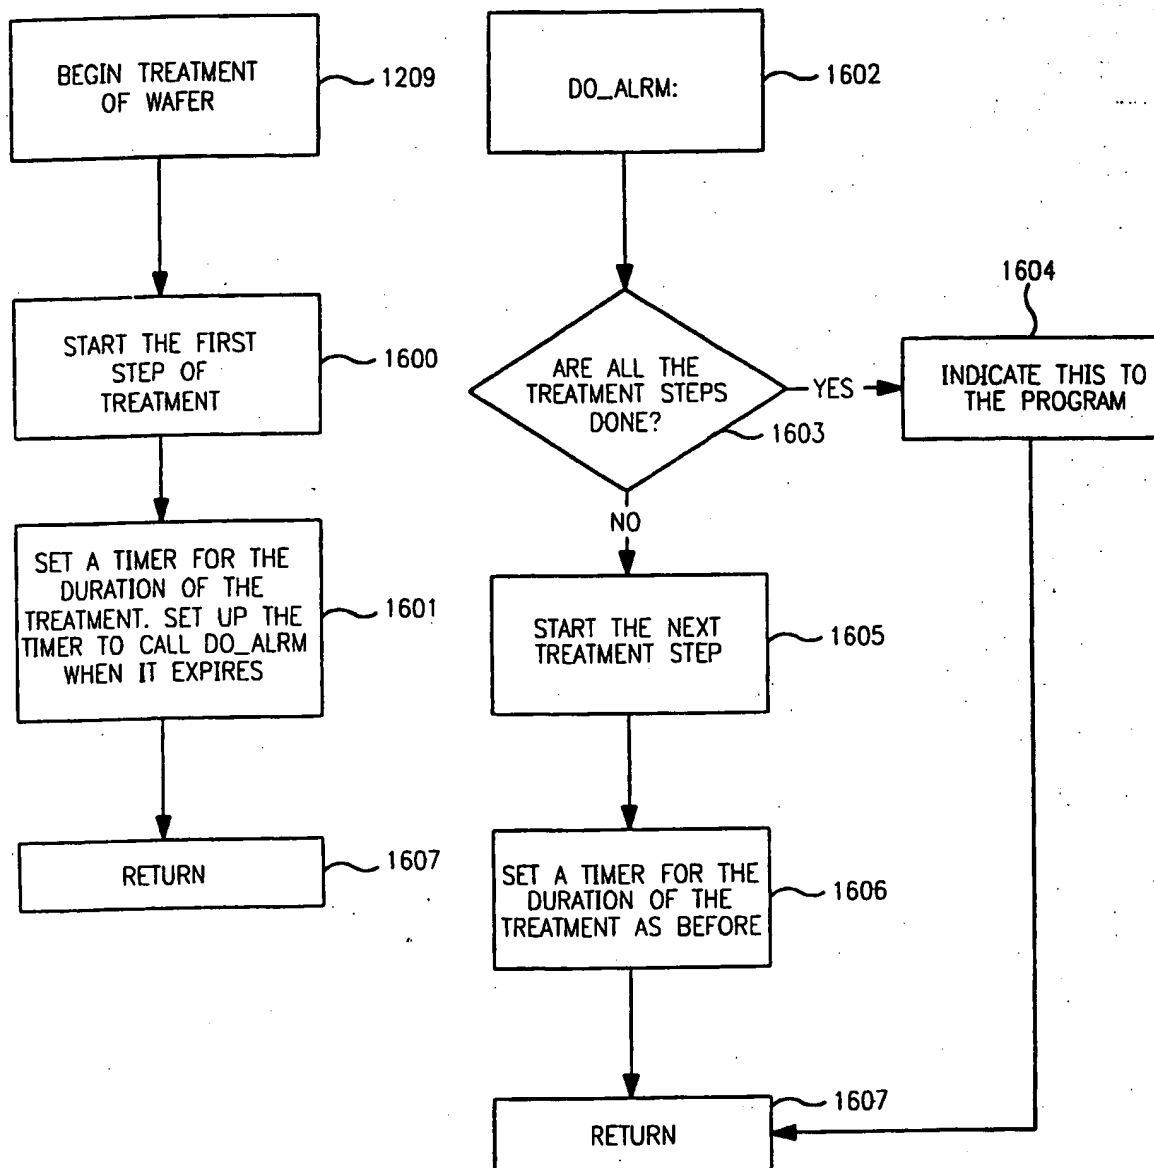 BEGIN TREATMENT
OF WAFER
1209
START THE FIRST
STEP OF
TREATMENT
1600
SET A TIMER FOR THE
DURATION OF THE
TREATMENT. SET UP THE
TIMER TO CALL DO_ALRM
WHEN IT EXPIRES
1601
RETURN
1607
DO_ALRM:
1602
ARE ALL THE
TREATMENT STEPS
DONE?
1603
YES
1604
INDICATE THIS TO
THE PROGRAM
NO
START THE NEXT
TREATMENT STEP
1605
SET A TIMER FOR THE
DURATION OF THE
TREATMENT AS BEFORE
1606
RETURN
1607